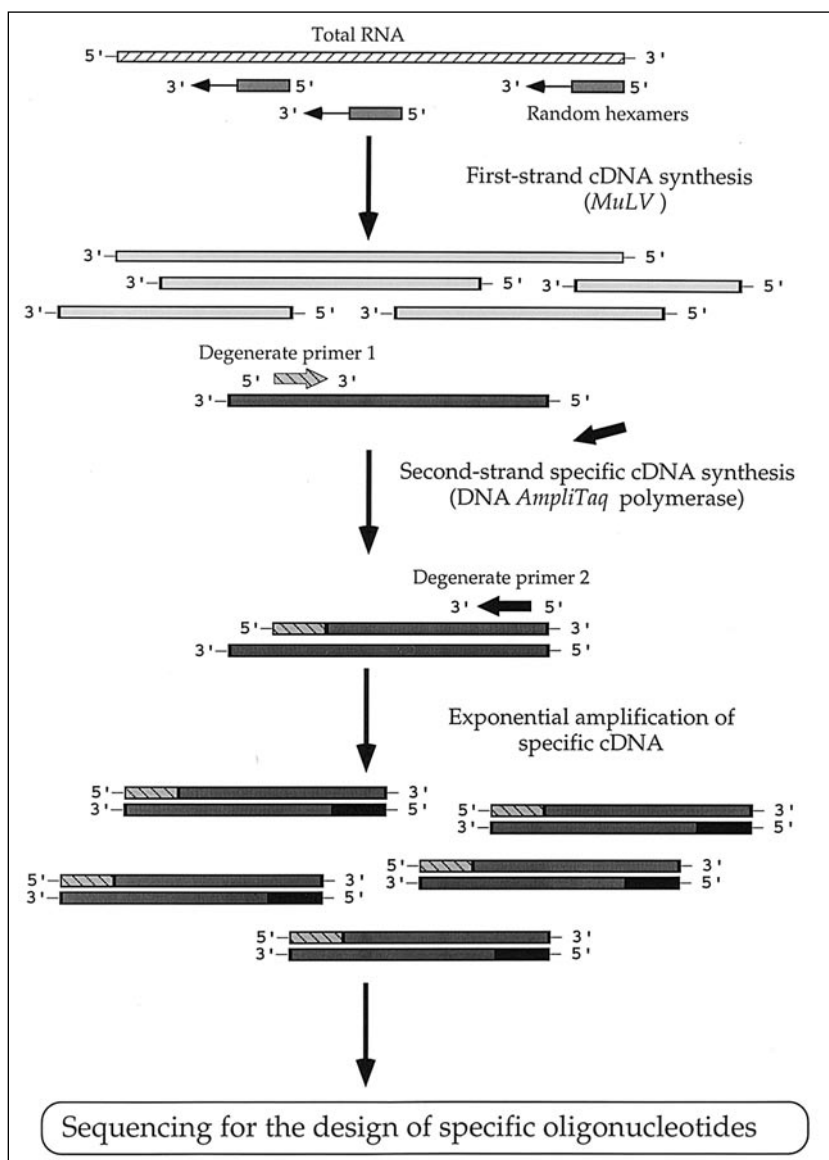 Total RNA
5' 3'
3' 5' 3' 5'
3' 5' Random hexamers
First-strand cDNA synthesis
(MuLV )
3' 5'
3' 5' 3' 5'
3' 5' 3' 5'
Degenerate primer 1
5' 3'
3' 5'
Second-strand specific cDNA synthesis
(DNA AmpliTaq polymerase)
Degenerate primer 2
3' 5'
5' 3'
3' 5'
Exponential amplification of
specific cDNA
5' 3'
3' 5'
5' 3'
3' 5'
5' 3'
3' 5'
5' 3'
3' 5'
5' 3'
3' 5'
Sequencing for the design of specific oligonucleotides